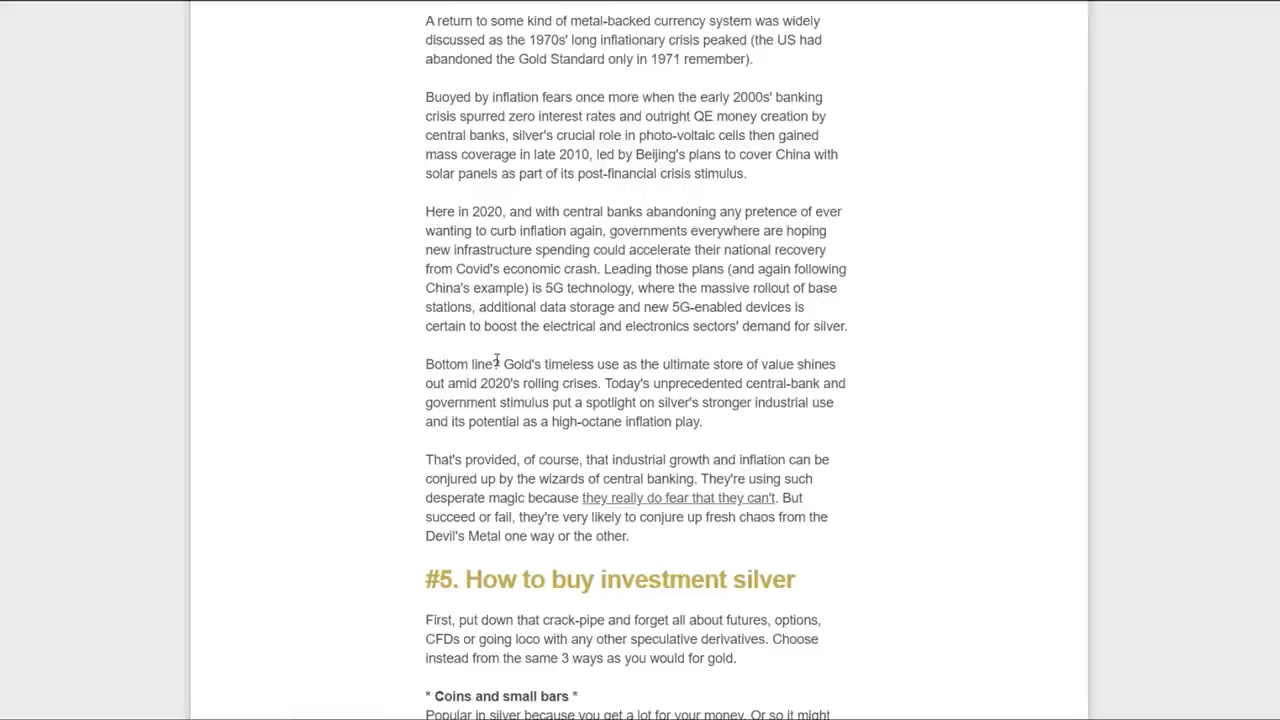 A return to some kind of metal-backed currency system was widely
discussed as the 1970s' long inflationary crisis peaked (the US had
abandoned the Gold Standard only in 1971 remember).
Buoyed by inflation fears once more when the early 2000s' banking
crisis spurred zero interest rates and outright QE money creation by
central banks, silver's crucial role in photo-voltaic cells then gained
mass coverage in late 2010, led by Beijing's plans to cover China with
solar panels as part of its post-financial crisis stimulus.
Here in 2020, and with central banks abandoning any pretence of ever
wanting to curb inflation again, governments everywhere are hoping
new infrastructure spending could accelerate their national recovery
from Covid's economic crash. Leading those plans (and again following
China's example) is 5G technology, where the massive rollout of base
stations, additional data storage and new 5G-enabled devices is
certain to boost the electrical and electronics sectors' demand for silver.
Bottom line? Gold's timeless use as the ultimate store of value shines
out amid 2020's rolling crises. Today's unprecedented central-bank and
government stimulus put a spotlight on silver's stronger industrial use
and its potential as a high-octane inflation play.
That's provided, of course, that industrial growth and inflation can be
conjured up by the wizards of central banking. They're using such
desperate magic because they really do fear that they can't. But
succeed or fail, they're very likely to conjure up fresh chaos from the
Devil's Metal one way or the other.
#5. How to buy investment silver
First, put down that crack-pipe and forget all about futures, options,
CFDs or going loco with any other speculative derivatives. Choose
instead from the same 3 ways as you would for gold.
* Coins and small bars *
Popular in silver because you get a lot for your money. Or so it might